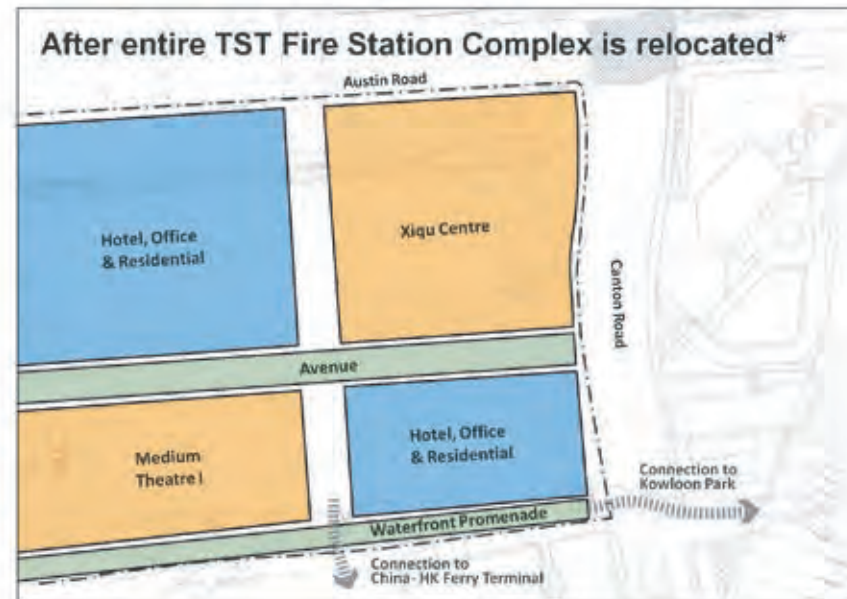 After entire TST Fire Station Complex is relocated*
Austin Road
Hotel, Office
& Residential
Xiqu Centre
Canton Road
Avenue
Medium
Theatre I
Hotel, Office
& Residential
Connection to
Kowloon Park
Waterfront Promenade
Connection to
China- HK Ferry Terminal